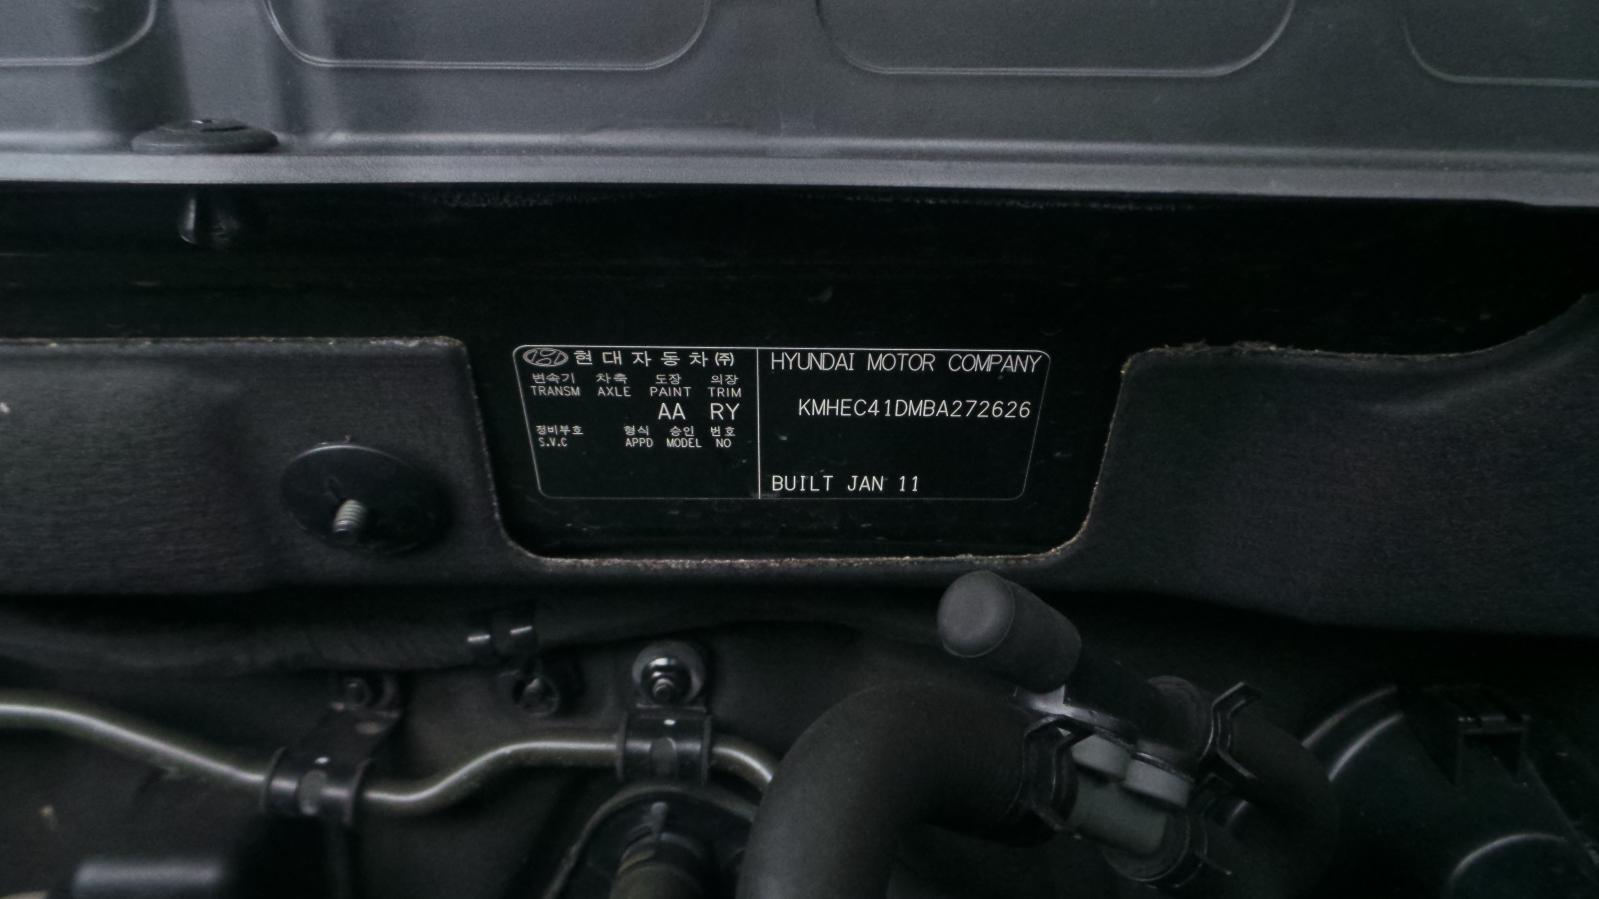 현대자동차㈜
변속기 차축 도장 의장
TRANSM AXLE PAINT TRIM
AA RY
정비부호 형식 승인 번호
S.V.C APPD MODEL NO
HYUNDAI MOTOR COMPANY
KMHEC41DMBA272626
BUILT JAN 11